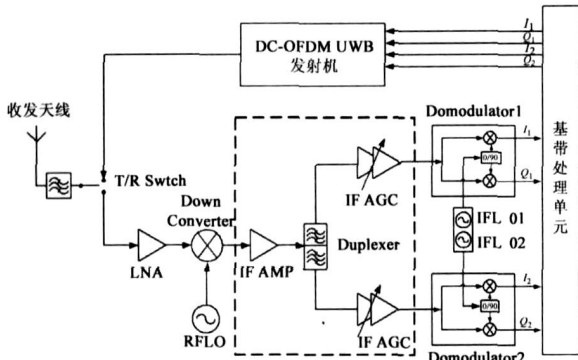 I1
Q1
I2
Q2
DC-OFDM UWB
发射机
收发天线
T/R Swtch
Down
Converter
LNA
RFLO
IF AMP
Duplexer
IF AGC
IF AGC
Domodulator1
0/90
I1
Q1
IFL 01
IFL 02
0/90
I2
Q2
Domodulator2
基带处理单元